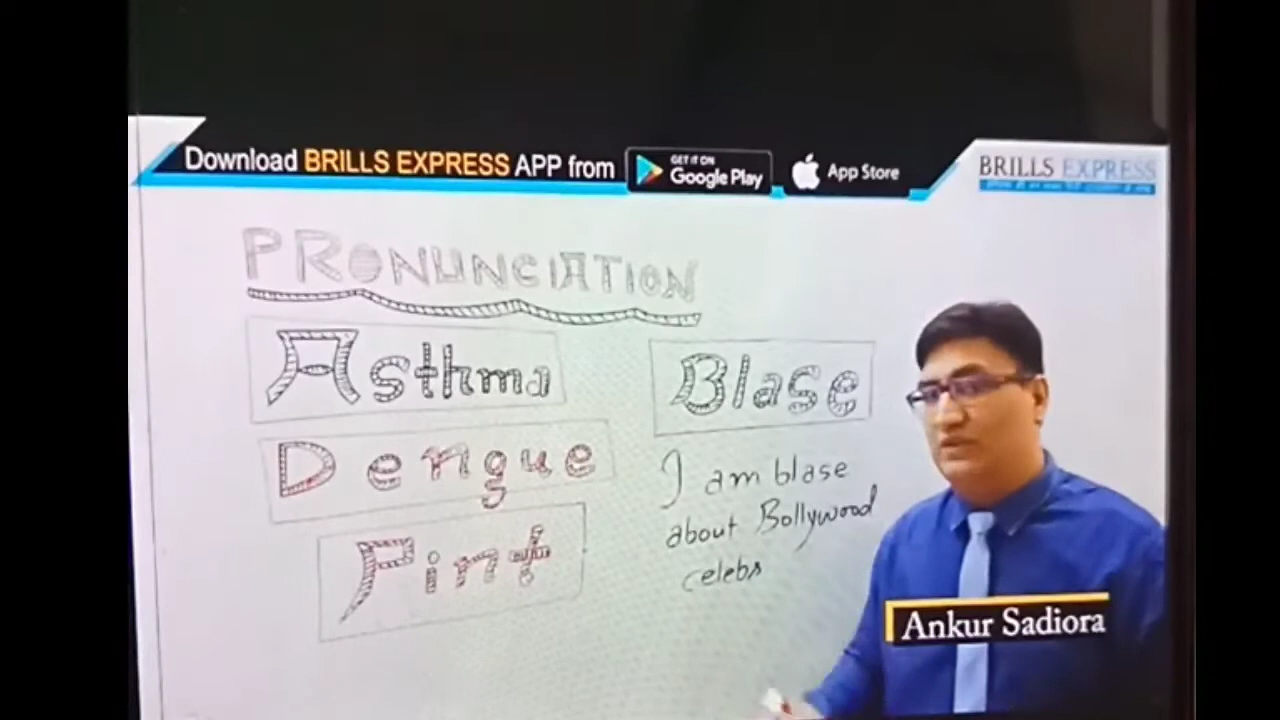 Download BRILLS EXPRESS APP from
GET IT ON
Google Play
App Store
BRILLS EXPRESS
PRONUNCIATION
Asthma
Dengue
Pint
Blase
I am blase
about Bollywood
celebs
Ankur Sadiora